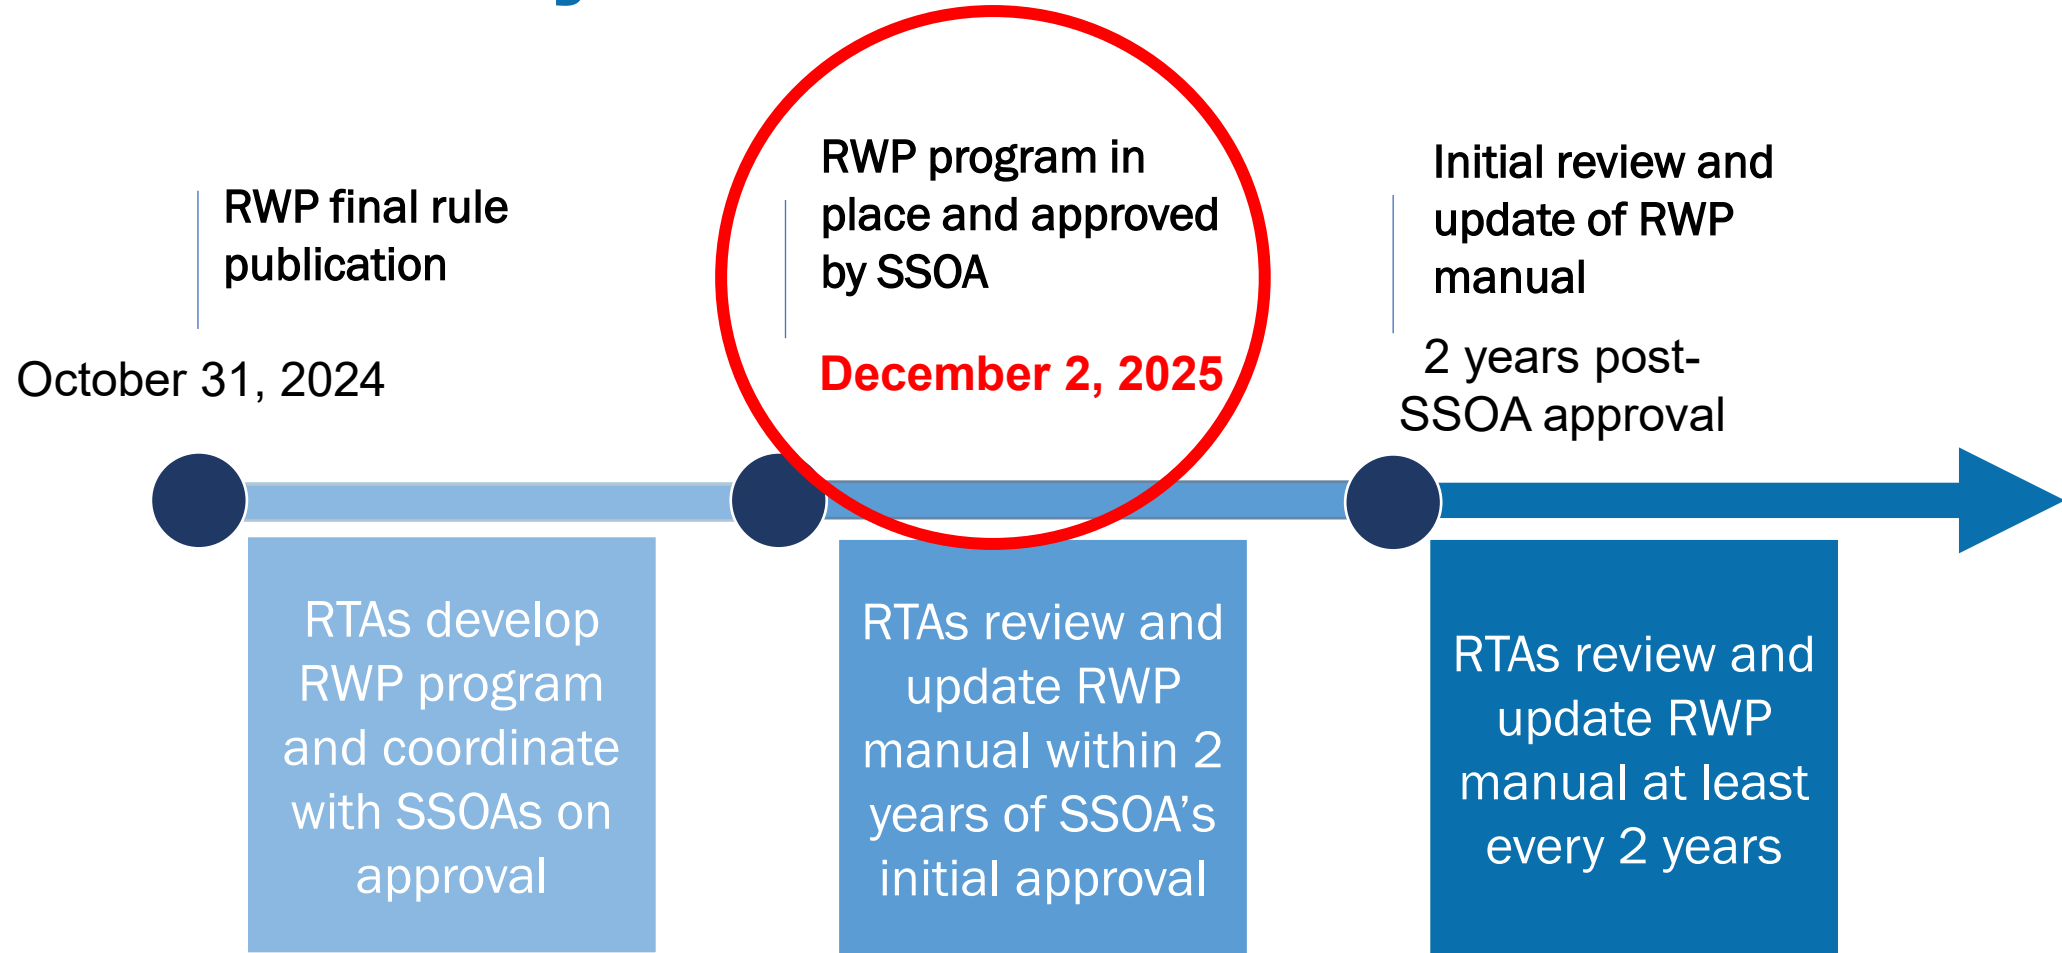 RWP final rule
publication
October 31, 2024
RWP program in
place and approved
by SSOA
December 2, 2025
Initial review and
update of RWP
manual
2 years post-
SSOA approval
RTAs develop
RWP program
and coordinate
with SSOAs on
approval
RTAs review and
update RWP
manual within 2
years of SSOA’s
initial approval
RTAs review and
update RWP
manual at least
every 2 years